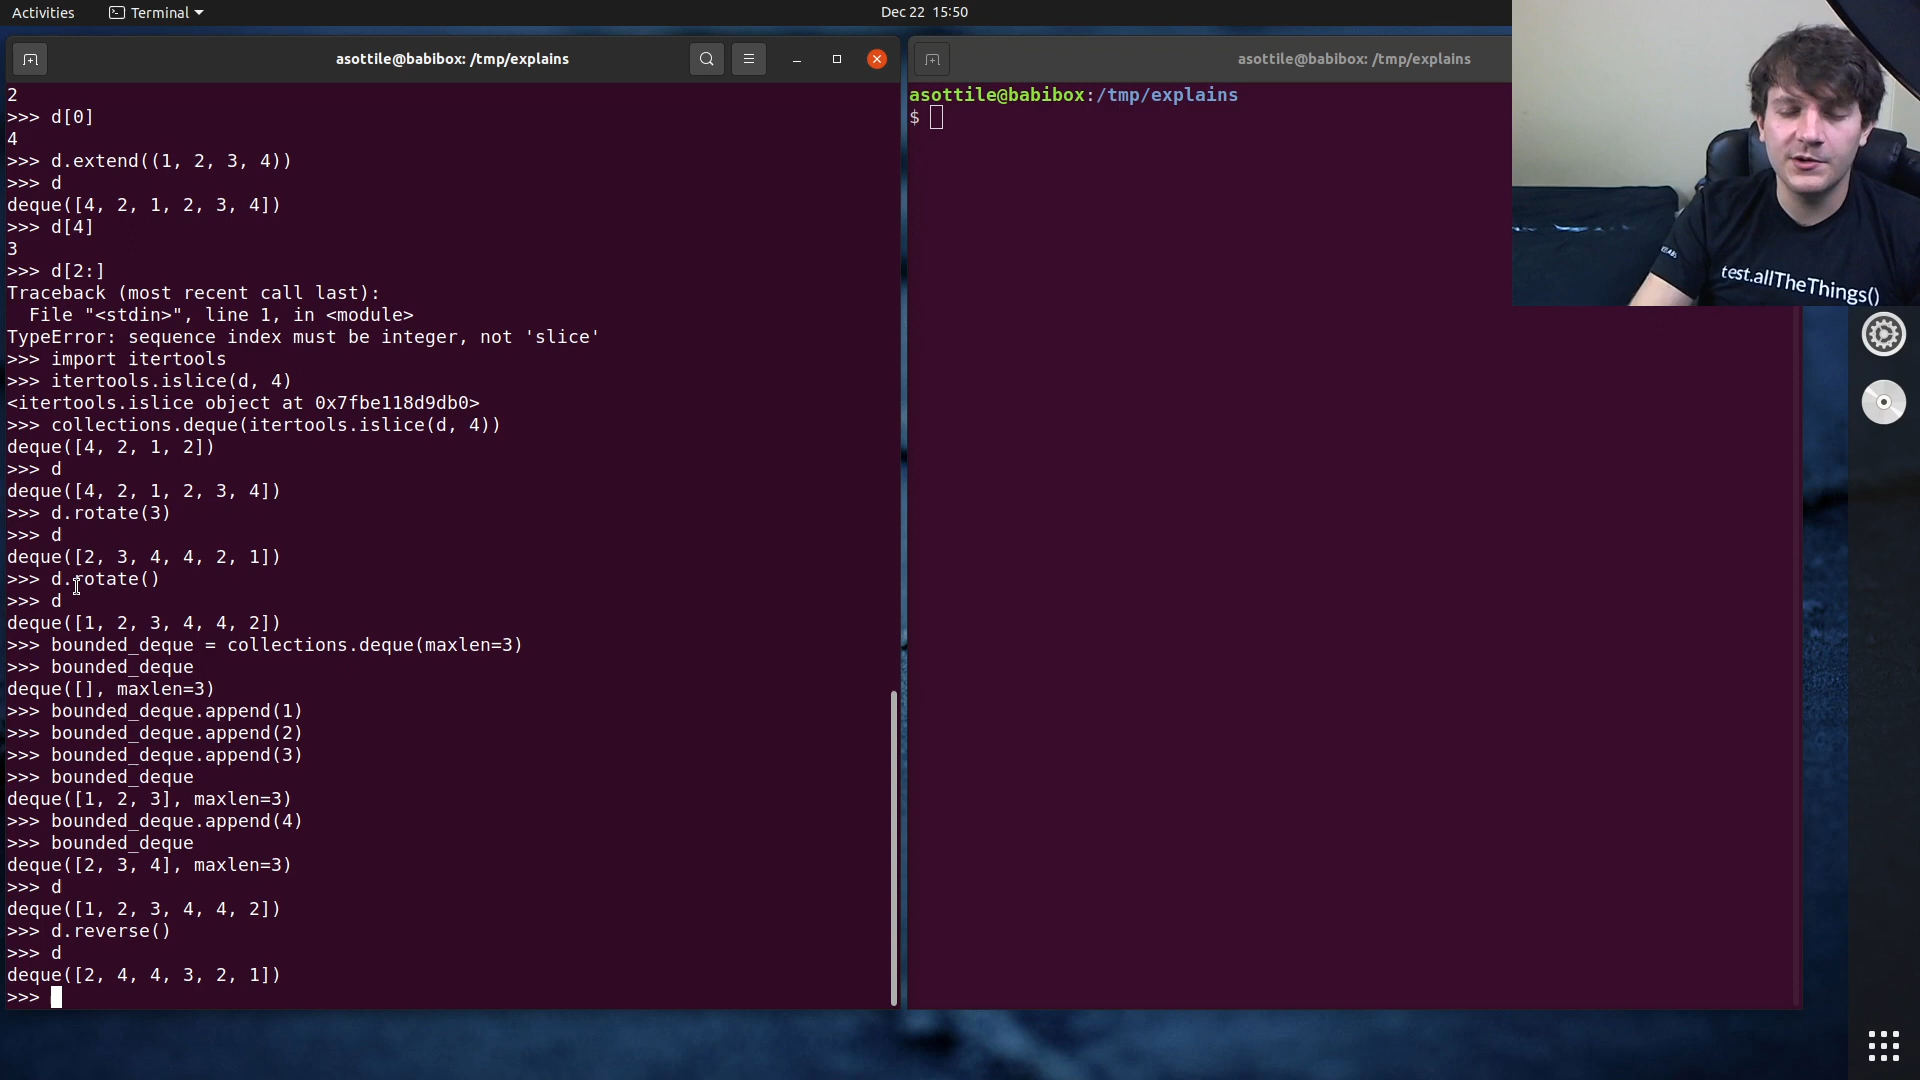 Activities
Terminal
Dec 22 15:50
asottile@babibox: /tmp/explains
2
>>> d[0]
4
>>> d.extend((1, 2, 3, 4))
>>> d
deque([4, 2, 1, 2, 3, 4])
>>> d[4]
3
>>> d[2:]
Traceback (most recent call last):
  File "<stdin>", line 1, in <module>
TypeError: sequence index must be integer, not 'slice'
>>> import itertools
>>> itertools.islice(d, 4)
<itertools.islice object at 0x7fbe118d9db0>
>>> collections.deque(itertools.islice(d, 4))
deque([4, 2, 1, 2])
>>> d
deque([4, 2, 1, 2, 3, 4])
>>> d.rotate(3)
>>> d
deque([2, 3, 4, 4, 2, 1])
>>> d.rotate()
>>> d
deque([1, 2, 3, 4, 4, 2])
>>> bounded_deque = collections.deque(maxlen=3)
>>> bounded_deque
deque([], maxlen=3)
>>> bounded_deque.append(1)
>>> bounded_deque.append(2)
>>> bounded_deque.append(3)
>>> bounded_deque
deque([1, 2, 3], maxlen=3)
>>> bounded_deque.append(4)
>>> bounded_deque
deque([2, 3, 4], maxlen=3)
>>> d
deque([1, 2, 3, 4, 4, 2])
>>> d.reverse()
>>> d
deque([2, 4, 4, 3, 2, 1])
>>>
asottile@babibox: /tmp/explains
asottile@babibox:/tmp/explains
$
test.allTheThings()